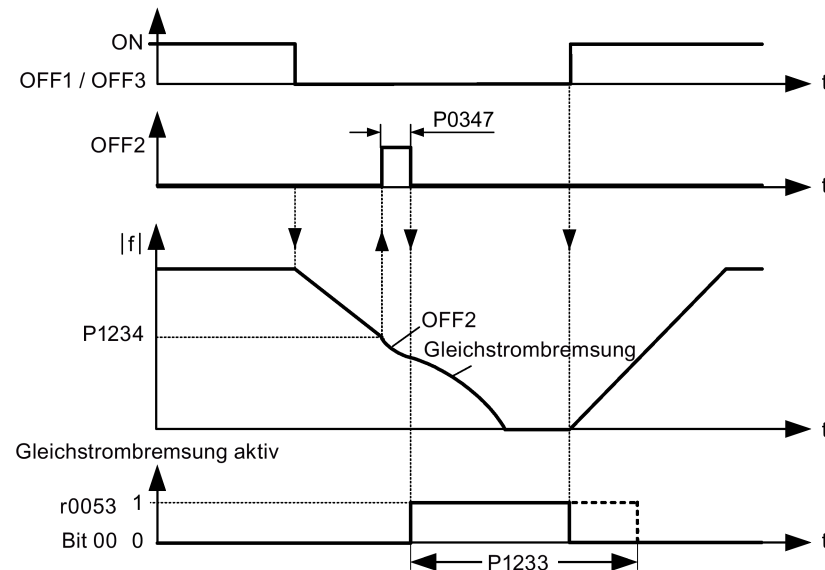 ON
OFF1 / OFF3
t
P0347
OFF2
t
|f|
P1234
OFF2
Gleichstrombremsung
t
Gleichstrombremsung aktiv
r0053 1
Bit 00 0
t
P1233